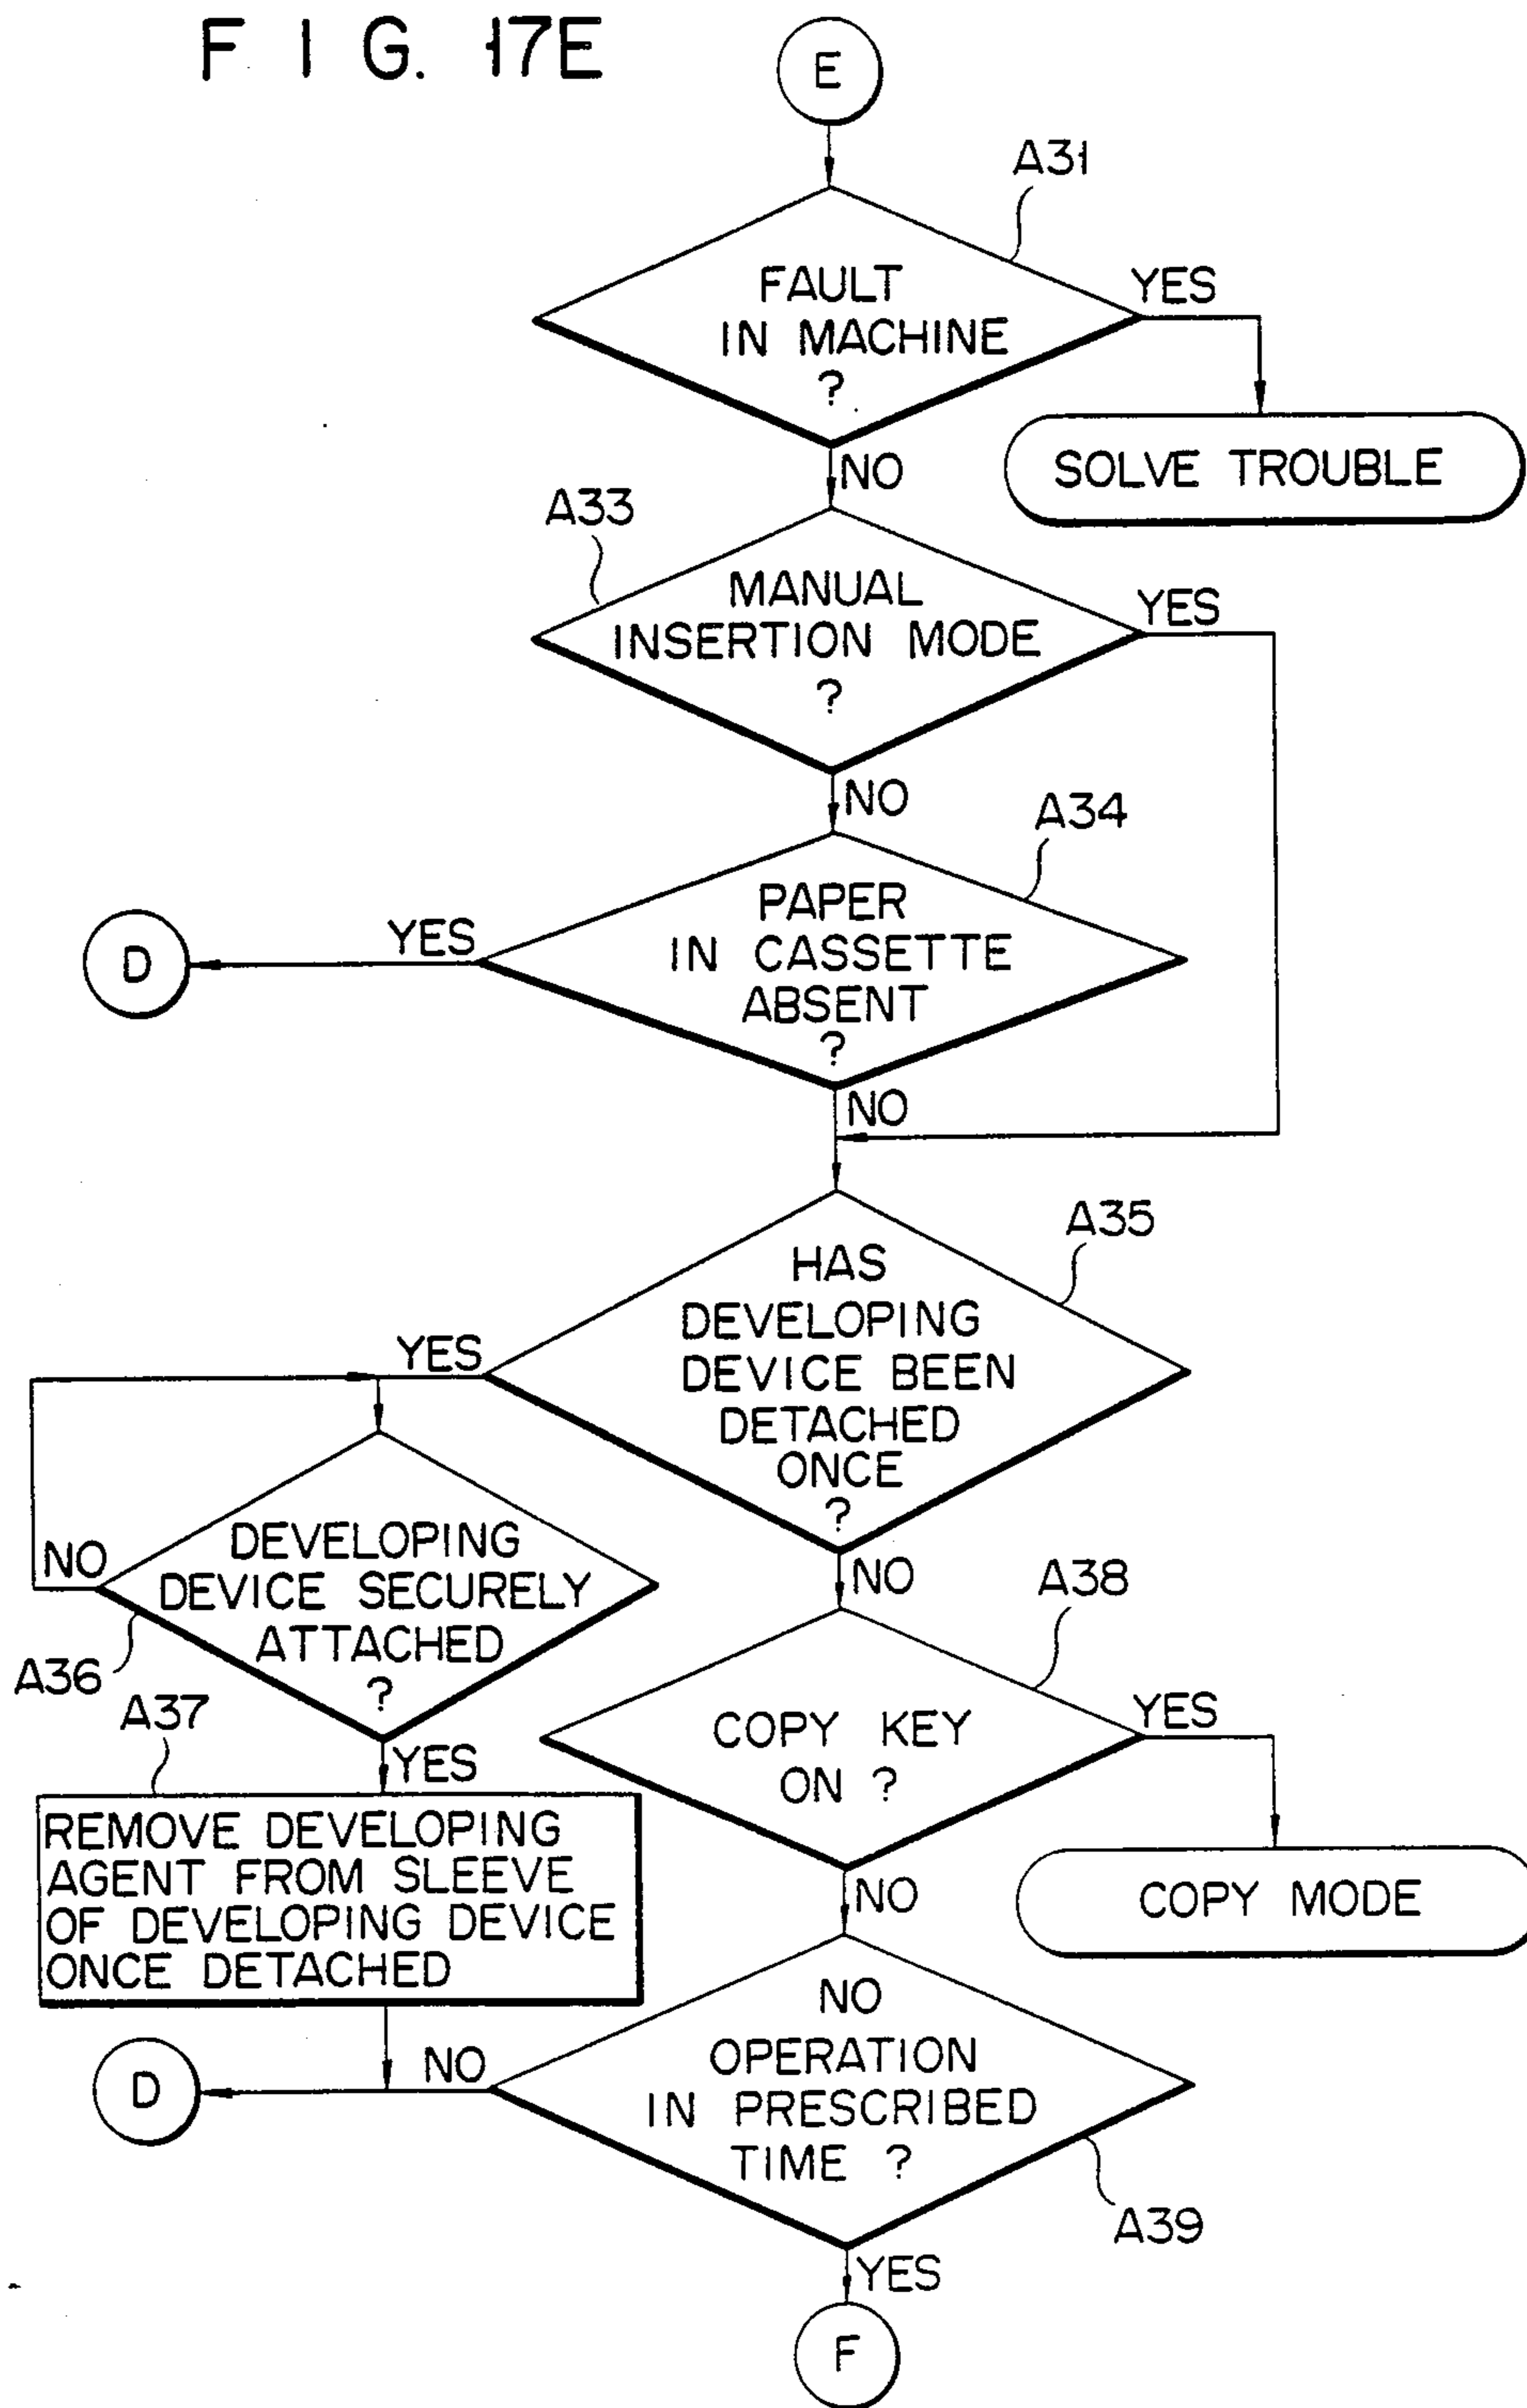 F I G. 17E
E
A31
FAULT
IN MACHINE
?
YES
SOLVE TROUBLE
NO
A33
MANUAL
INSERTION MODE
?
YES
NO
A34
PAPER
IN CASSETTE
ABSENT
?
YES
D
NO
A35
HAS
DEVELOPING
DEVICE BEEN
DETACHED
ONCE
?
YES
NO
DEVELOPING
DEVICE SECURELY
ATTACHED
?
NO
A36
YES
A37
REMOVE DEVELOPING
AGENT FROM SLEEVE
OF DEVELOPING DEVICE
ONCE DETACHED
A38
COPY KEY
ON ?
YES
COPY MODE
NO
NO
OPERATION
IN PRESCRIBED
TIME ?
NO
D
A39
YES
F